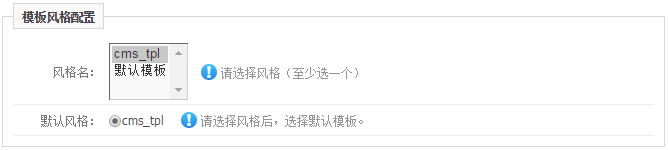 模板风格配置
风格名： cms_tpl 请选择风格（至少选一个）
默认模板
默认风格： cms_tpl 请选择风格后，选择默认模板。